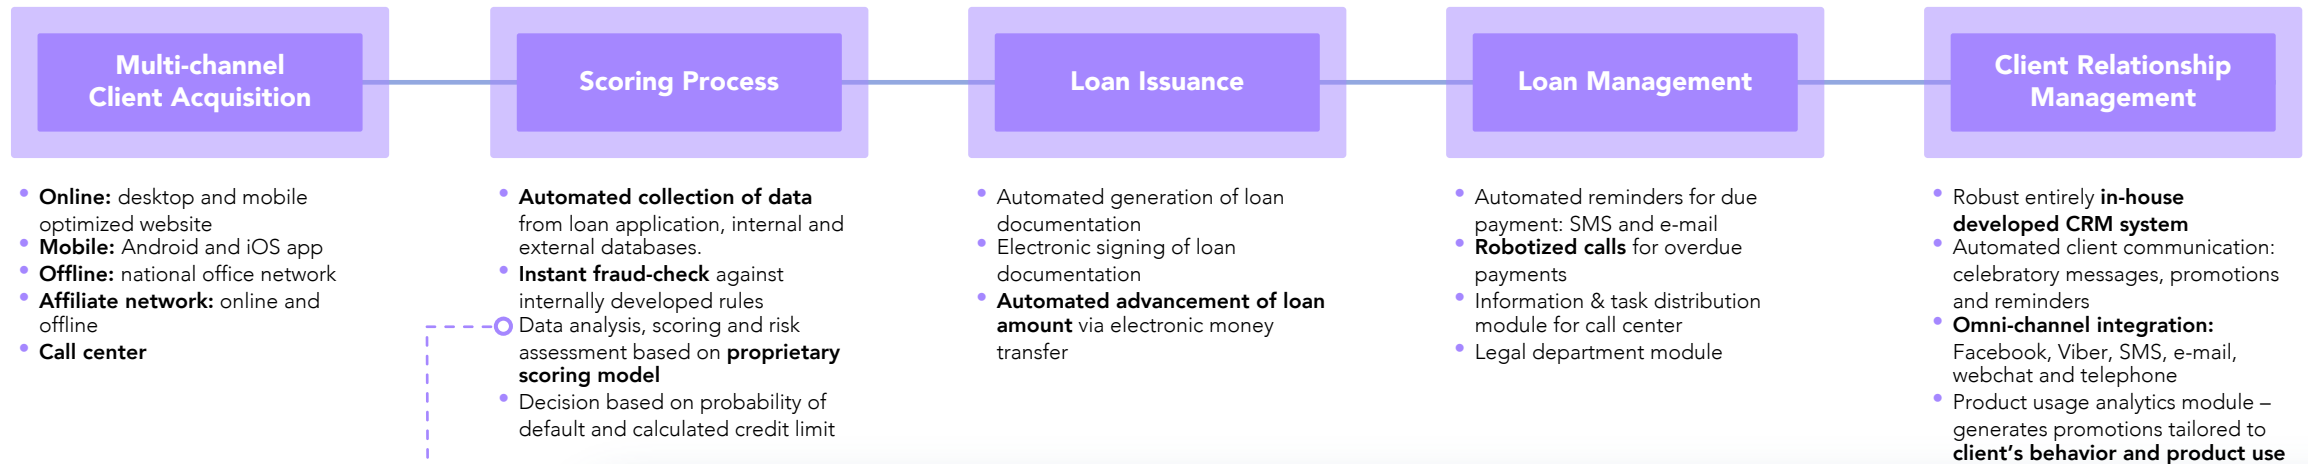 Multi-channel
Client Acquisition
Scoring Process
Loan Issuance
Loan Management
Client Relationship
Management
• Online: desktop and mobile
optimized website
• Mobile: Android and iOS app
• Offline: national office network
• Affiliate network: online and
offline
• Call center
• Automated collection of data
from loan application, internal and
external databases.
• Instant fraud-check against
internally developed rules
Data analysis, scoring and risk
assessment based on proprietary
scoring model
• Decision based on probability of
default and calculated credit limit
• Automated generation of loan
documentation
• Electronic signing of loan
documentation
• Automated advancement of loan
amount via electronic money
transfer
• Automated reminders for due
payment: SMS and e-mail
• Robotized calls for overdue
payments
• Information & task distribution
module for call center
• Legal department module
• Robust entirely in-house
developed CRM system
• Automated client communication:
celebratory messages, promotions
and reminders
• Omni-channel integration:
Facebook, Viber, SMS, e-mail,
webchat and telephone
• Product usage analytics module –
generates promotions tailored to
client's behavior and product use